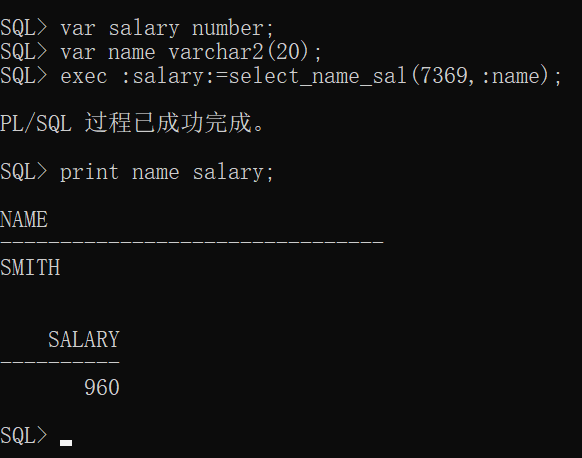 SQL> var salary number;
SQL> var name varchar2(20);
SQL> exec :salary:=select_name_sal(7369,:name);
PL/SQL 过程已成功完成。
SQL> print name salary;
NAME
--------------------------------
SMITH
SALARY
----------
960
SQL>